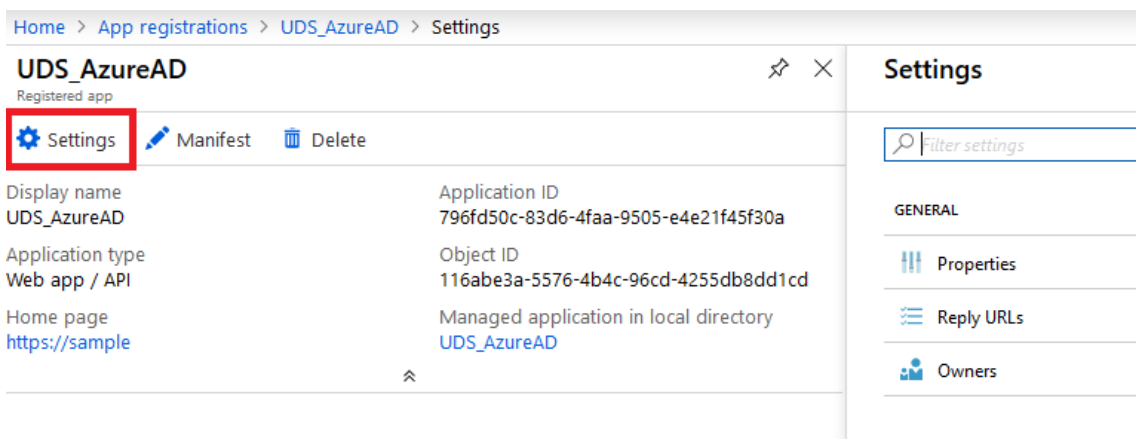 Home > App registrations > UDS_AzureAD > Settings
UDS_AzureAD
Registered app
Settings Manifest Delete
Display name
UDS_AzureAD
Application type
Web app / API
Home page
https://sample
Application ID
796fd50c-83d6-4faa-9505-e4e21f45f30a
Object ID
116abe3a-5576-4b4c-96cd-4255db8dd1cd
Managed application in local directory
UDS_AzureAD
Settings
Filter settings
GENERAL
Properties
Reply URLs
Owners